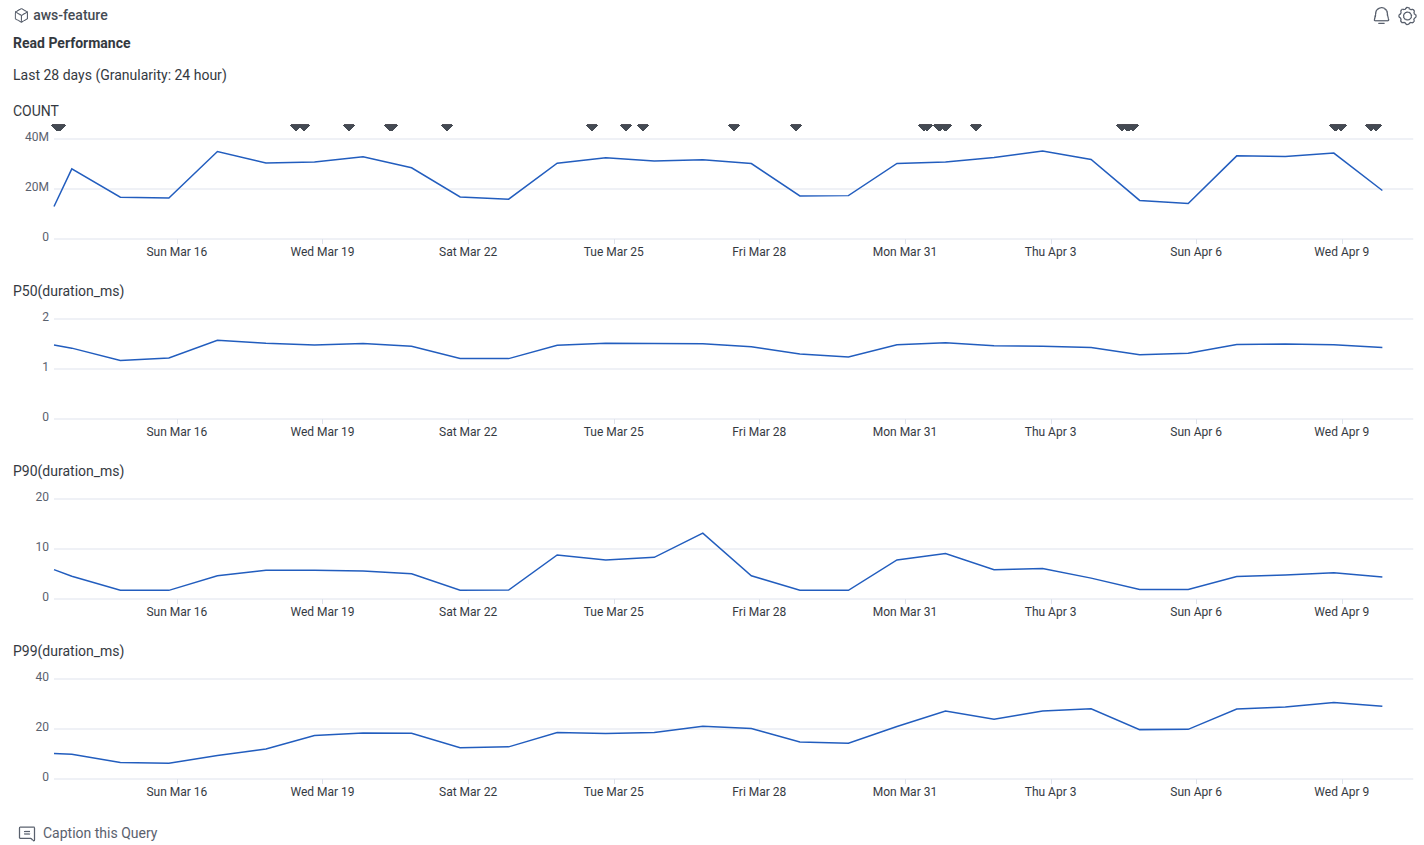 aws-feature
Read Performance
Last 28 days (Granularity: 24 hour)
COUNT
40M
20M
0
Sun Mar 16 Wed Mar 19 Sat Mar 22 Tue Mar 25 Fri Mar 28 Mon Mar 31 Thu Apr 3 Sun Apr 6 Wed Apr 9
P50(duration_ms)
2
1
0
Sun Mar 16 Wed Mar 19 Sat Mar 22 Tue Mar 25 Fri Mar 28 Mon Mar 31 Thu Apr 3 Sun Apr 6 Wed Apr 9
P90(duration_ms)
20
10
0
Sun Mar 16 Wed Mar 19 Sat Mar 22 Tue Mar 25 Fri Mar 28 Mon Mar 31 Thu Apr 3 Sun Apr 6 Wed Apr 9
P99(duration_ms)
40
20
0
Sun Mar 16 Wed Mar 19 Sat Mar 22 Tue Mar 25 Fri Mar 28 Mon Mar 31 Thu Apr 3 Sun Apr 6 Wed Apr 9
Caption this Query